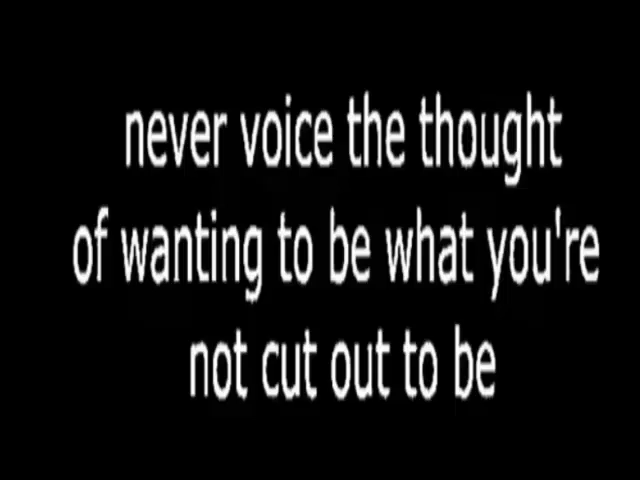 never voice the thought
of wanting to be what you're
not cut out to be